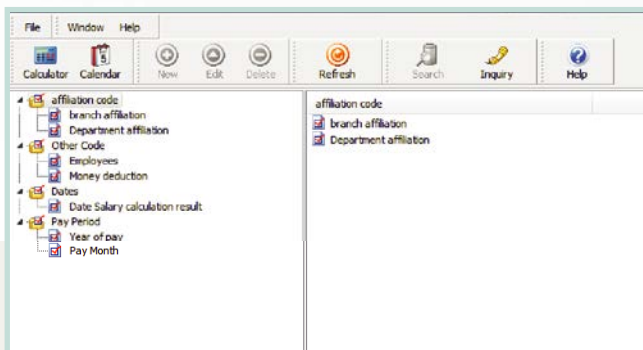 File Window Help
Calculator Calendar New Edit Delete Refresh Search Inquiry Help
affiliation code
branch affiliation
Department affiliation
Other Code
Employees
Money deduction
Dates
Date Salary calculation result
Pay Period
Year of pay
Pay Month
affiliation code
branch affiliation
Department affiliation